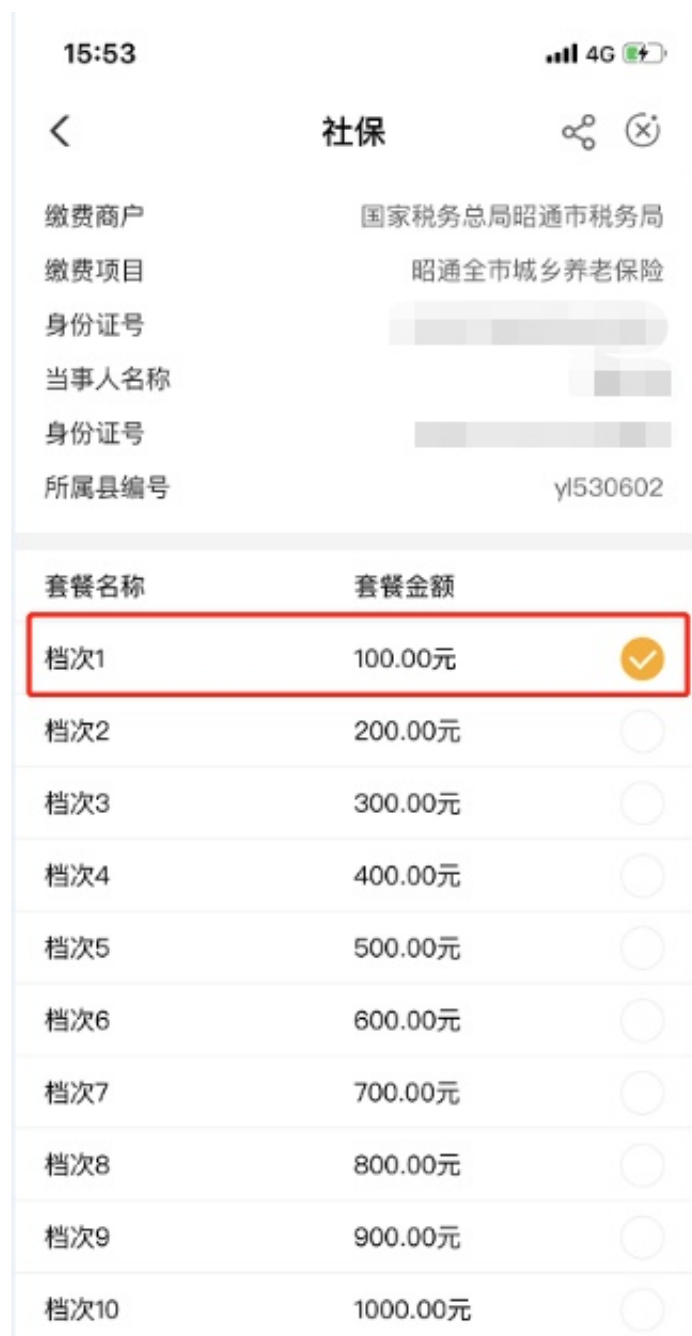 15:53 4G
社保
缴费商户 国家税务总局昭通市税务局
缴费项目 昭通全市城乡养老保险
身份证号
当事人名称
身份证号
所属县编号 yl530602
套餐名称 套餐金额
档次1 100.00元
档次2 200.00元
档次3 300.00元
档次4 400.00元
档次5 500.00元
档次6 600.00元
档次7 700.00元
档次8 800.00元
档次9 900.00元
档次10 1000.00元